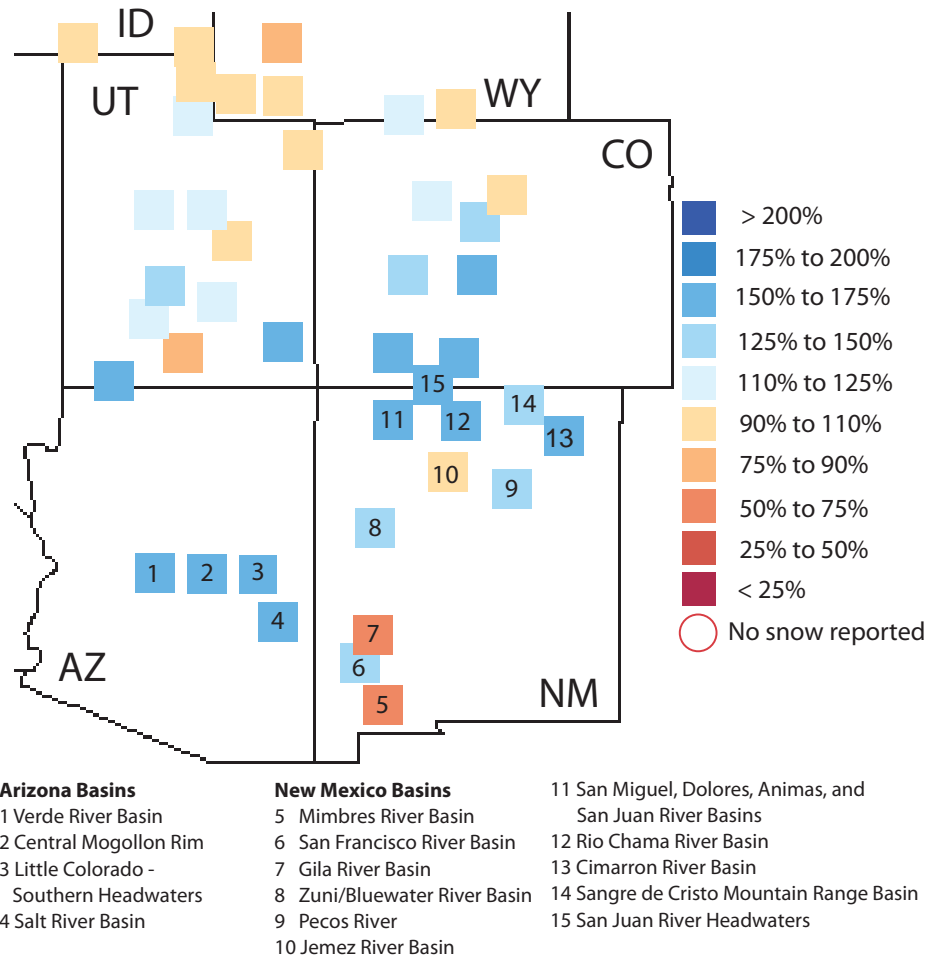 ID
UT
WY
CO
> 200%
175% to 200%
150% to 175%
125% to 150%
110% to 125%
90% to 110%
75% to 90%
50% to 75%
25% to 50%
< 25%
No snow reported
15
14
11
12
13
10
9
8
1
2
3
4
7
6
5
AZ
NM
Arizona Basins
1 Verde River Basin
2 Central Mogollon Rim
3 Little Colorado -
Southern Headwaters
4 Salt River Basin
New Mexico Basins
5 Mimbres River Basin
6 San Francisco River Basin
7 Gila River Basin
8 Zuni/Bluewater River Basin
9 Pecos River
10 Jemez River Basin
11 San Miguel, Dolores, Animas, and
San Juan River Basins
12 Rio Chama River Basin
13 Cimarron River Basin
14 Sangre de Cristo Mountain Range Basin
15 San Juan River Headwaters